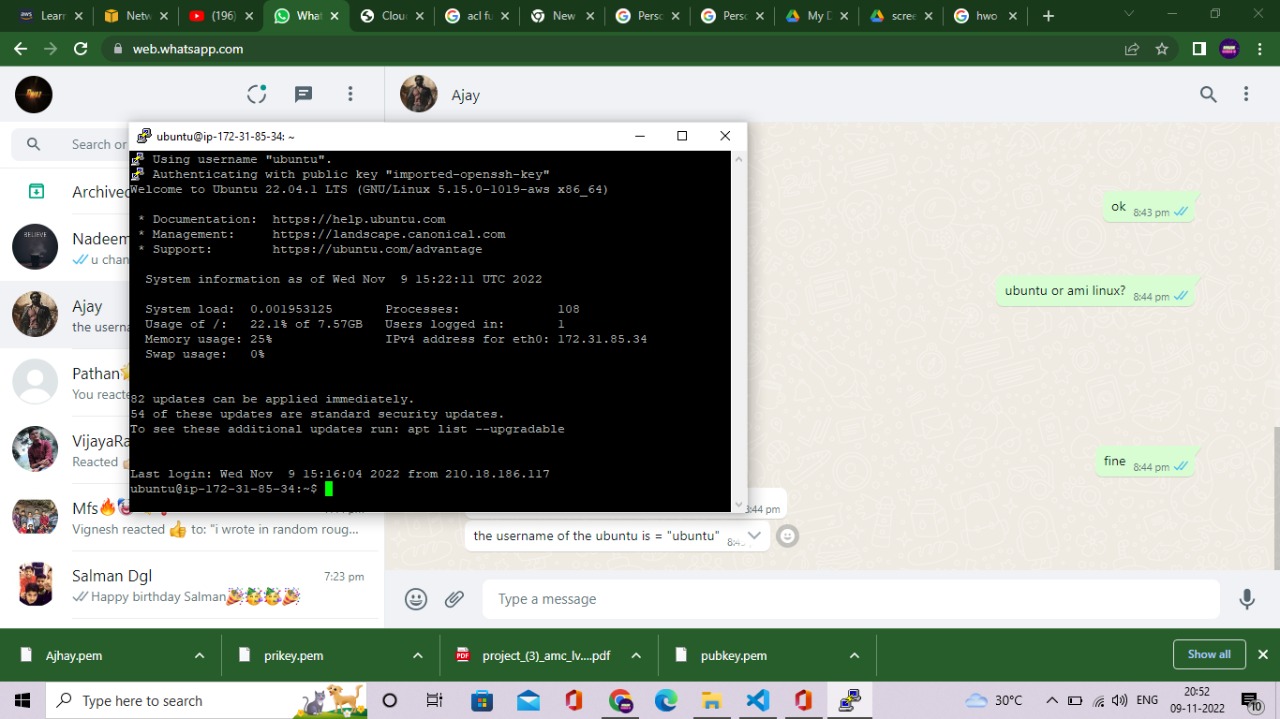 Learn
Netw
(196)
What
Clou
acl fu
New
Perso
Perso
My D
scree
hwo
web.whatsapp.com
Ajay
Search or
Archived
Nadeem
u chan
Ajay
the userna
Pathan
You reacte
VijayaRa
Reacted
Mfs🔥
Vignesh reacted 👍 to: "i wrote in random roug...
Salman Dgl
7:23 pm
Happy birthday Salman🎉🥳🥳🎉
ubuntu@ip-172-31-85-34: ~
Using username "ubuntu".
Authenticating with public key "imported-openssh-key"
Welcome to Ubuntu 22.04.1 LTS (GNU/Linux 5.15.0-1019-aws x86_64)
* Documentation: https://help.ubuntu.com
* Management: https://landscape.canonical.com
* Support: https://ubuntu.com/advantage
System information as of Wed Nov 9 15:22:11 UTC 2022
System load: 0.001953125 Processes: 108
Usage of /: 22.1% of 7.57GB Users logged in: 1
Memory usage: 25% IPv4 address for eth0: 172.31.85.34
Swap usage: 0%
82 updates can be applied immediately.
54 of these updates are standard security updates.
To see these additional updates run: apt list --upgradable
Last login: Wed Nov 9 15:16:04 2022 from 210.18.186.117
ubuntu@ip-172-31-85-34:~$
ok 8:43 pm
ubuntu or ami linux? 8:44 pm
fine 8:44 pm
8:44 pm
the username of the ubuntu is = "ubuntu"
Type a message
Ajhay.pem
prikey.pem
PDF
project_(3)_amc_lv....pdf
pubkey.pem
Show all
Type here to search
30°C
ENG
20:52
09-11-2022
10